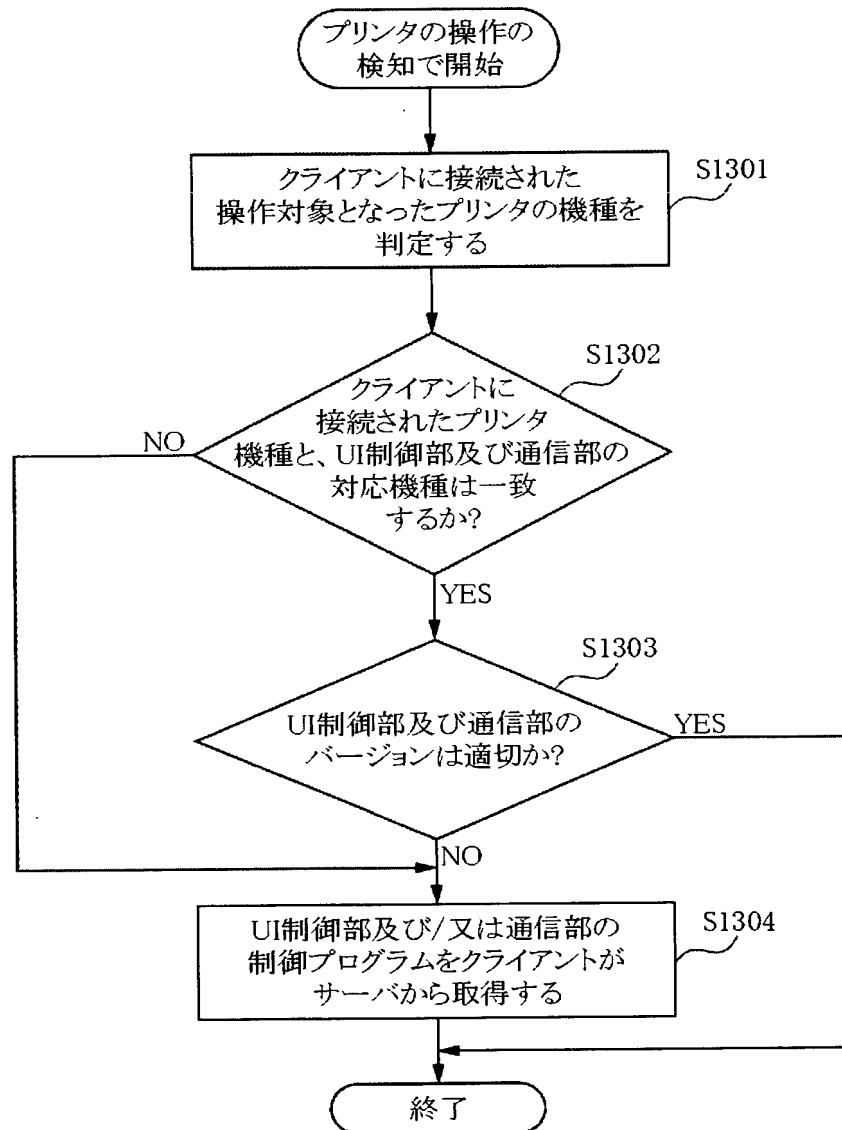 プリンタの操作の
検知で開始
クライアントに接続された
操作対象となったプリンタの機種を
判定する
S1301
S1302
クライアントに
接続されたプリンタ
機種と、UI制御部及び通信部の
対応機種は一致
するか?
NO
YES
S1303
UI制御部及び通信部の
バージョンは適切か?
YES
NO
UI制御部及び/又は通信部の
制御プログラムをクライアントが
サーバから取得する
S1304
終了